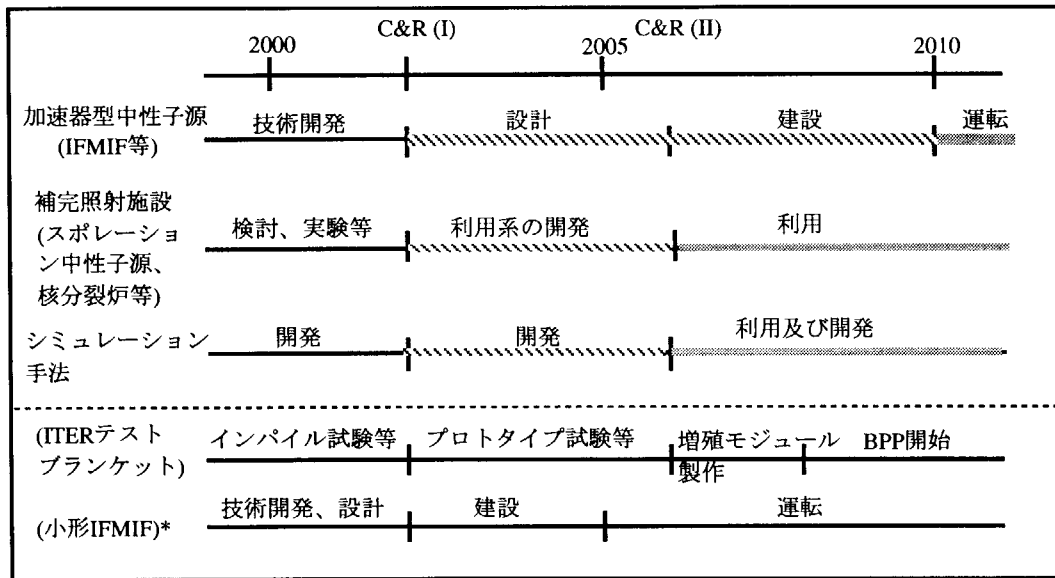 C&R (I)
C&R (II)
2000
2005
2010
加速器型中性子源
(IFMIF等)
技術開発
設計
建設
運転
補完照射施設
(スポレーショ
ン中性子源、
核分裂炉等)
検討、実験等
利用系の開発
利用
シミュレーション
手法
開発
開発
利用及び開発
(ITERテスト
ブランケット)
インパイル試験等
プロトタイプ試験等
増殖モジュール
製作
BPP開始
(小形IFMIF)*
技術開発、設計
建設
運転